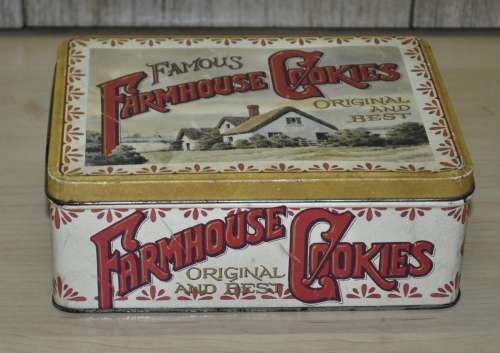 FAMOUS
FARMHOUSE COOKIES
ORIGINAL
AND
BEST
FARMHOUSE COOKIES
ORIGINAL
AND BEST